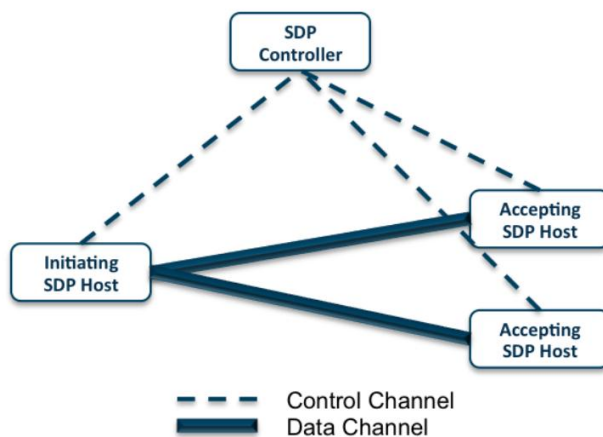 SDP
Controller
Accepting
SDP Host
Initiating
SDP Host
Accepting
SDP Host
Control Channel
Data Channel